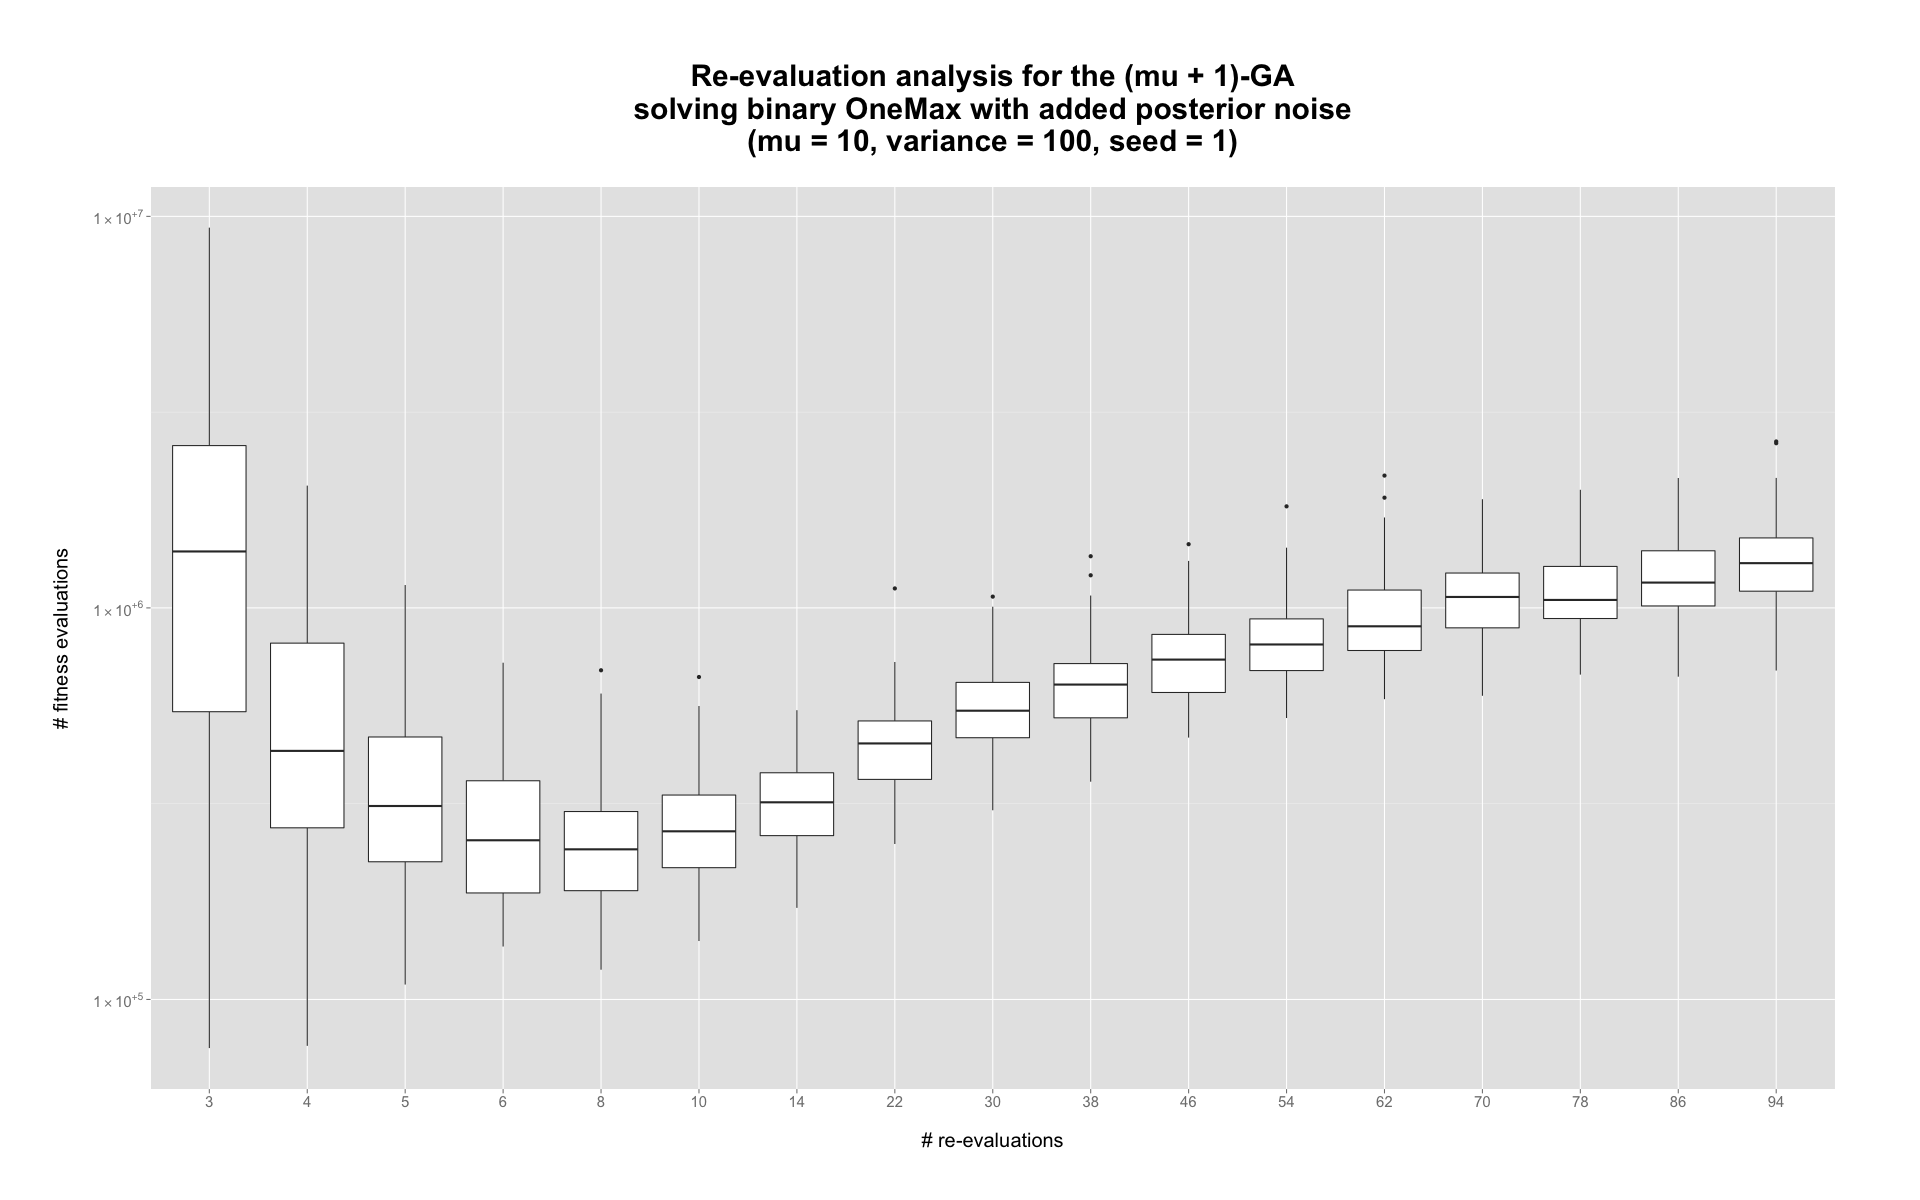 Re-evaluation analysis for the (mu + 1)-GA
solving binary OneMax with added posterior noise
(mu = 10, variance = 100, seed = 1)
1 × 10⁺⁷
1 × 10⁺⁶
1 × 10⁺⁵
# fitness evaluations
3 4 5 6 8 10 14 22 30 38 46 54 62 70 78 86 94
# re-evaluations